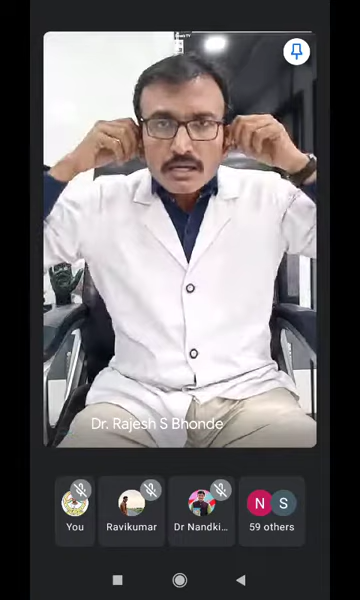 Dr. Rajesh S Bhonde
You
Ravikumar
Dr Nandki...
N
S
59 others